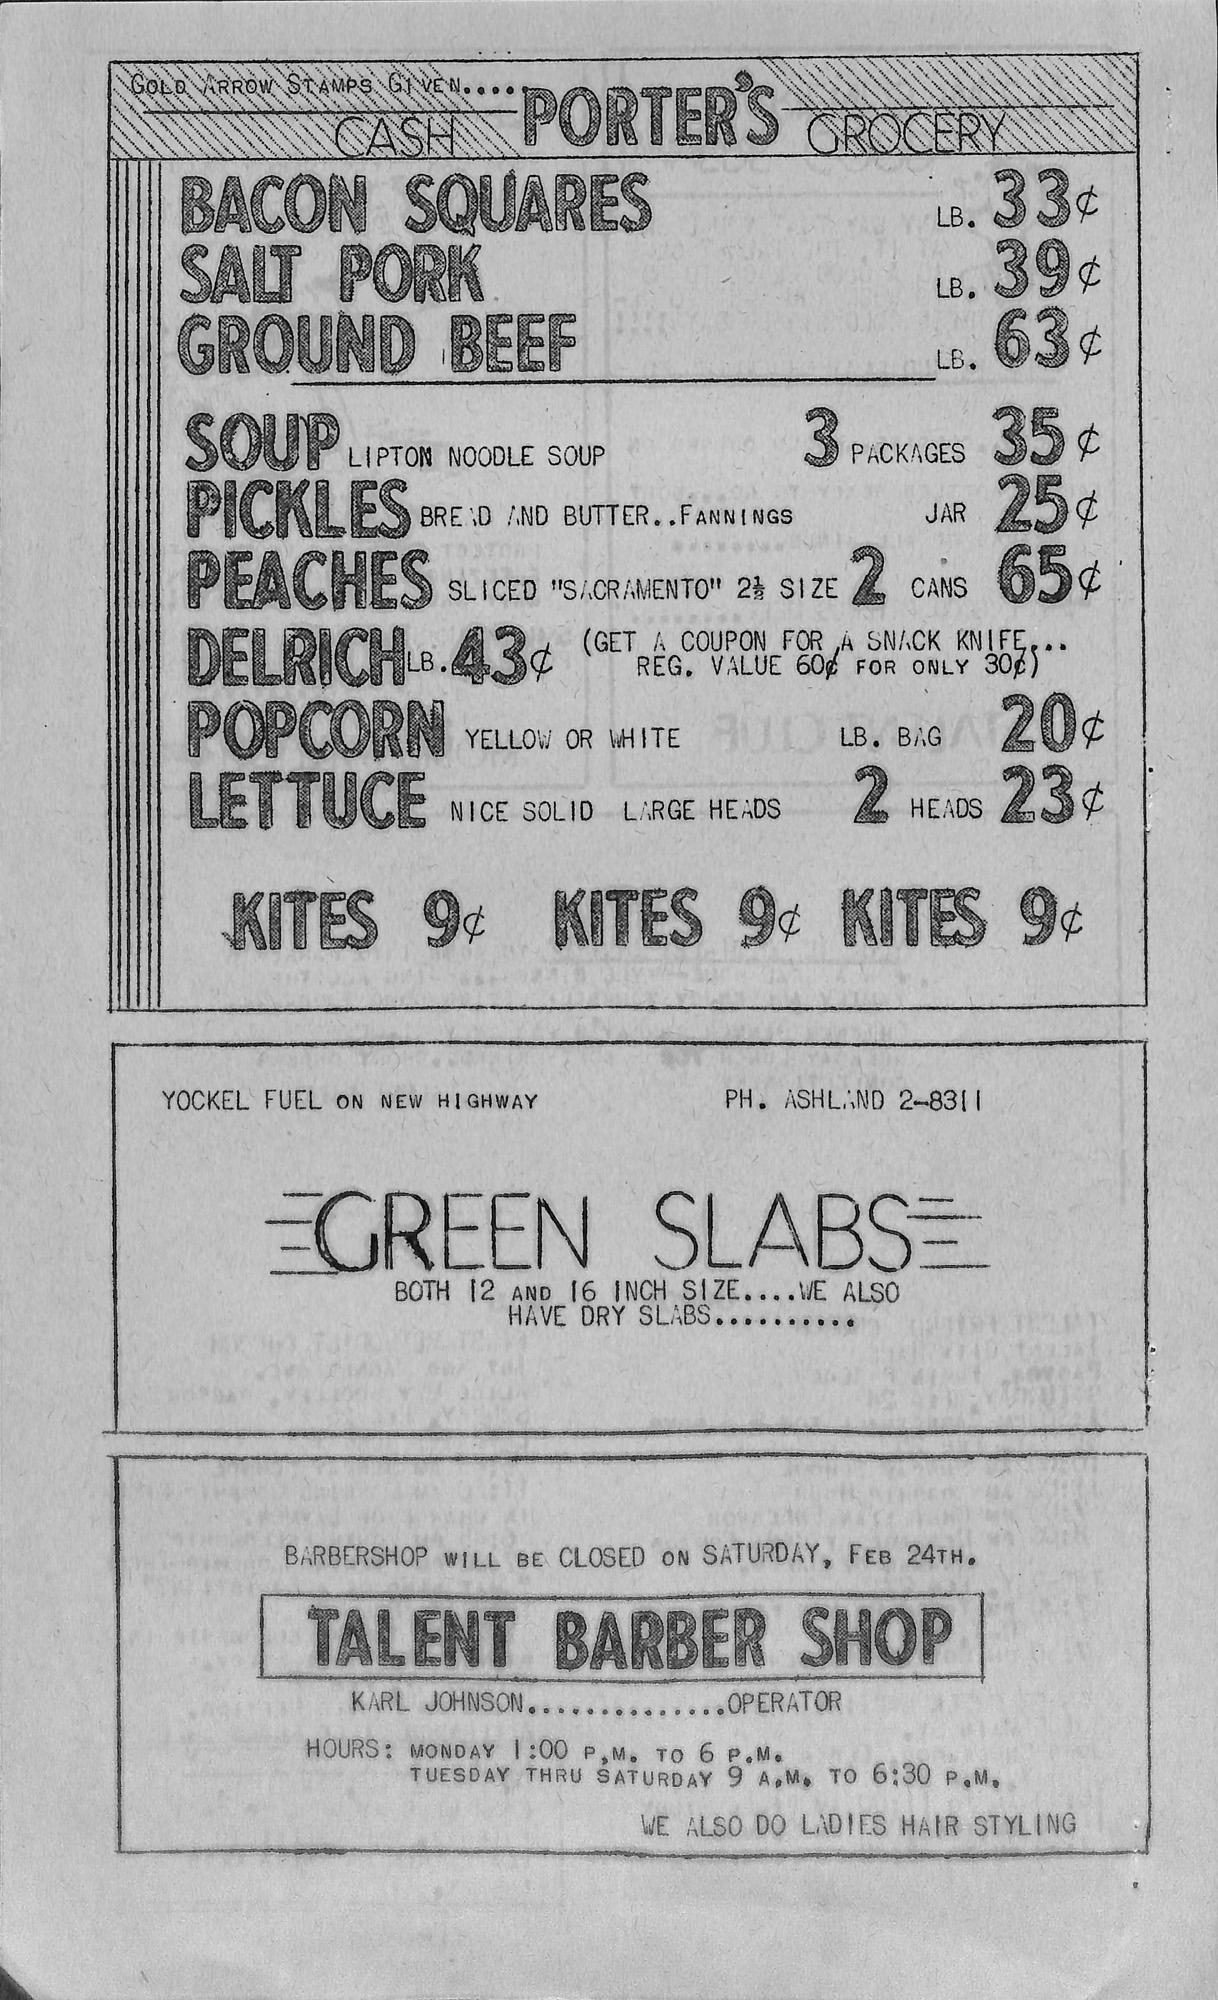 GOLD ARROW STAMPS GIVEN.....
CASH PORTER'S GROCERY
BACON SQUARES LB. 33¢
SALT PORK LB. 39¢
GROUND BEEF LB. 63¢
SOUP LIPTON NOODLE SOUP 3 PACKAGES 35¢
PICKLES BREAD AND BUTTER..FANNINGS JAR 25¢
PEACHES SLICED "SACRAMENTO" 2½ SIZE 2 CANS 65¢
DELRICH LB. 43¢ (GET A COUPON FOR A SNACK KNIFE...
REG. VALUE 60¢ FOR ONLY 30¢)
POPCORN YELLOW OR WHITE LB. BAG 20¢
LETTUCE NICE SOLID LARGE HEADS 2 HEADS 23¢
KITES 9¢ KITES 9¢ KITES 9¢
YOCKEL FUEL ON NEW HIGHWAY PH. ASHLAND 2-8311
GREEN SLABS
BOTH 12 AND 16 INCH SIZE....WE ALSO
HAVE DRY SLABS..........
BARBERSHOP WILL BE CLOSED ON SATURDAY, FEB 24TH.
TALENT BARBER SHOP
KARL JOHNSON..............OPERATOR
HOURS: MONDAY 1:00 P.M. TO 6 P.M.
TUESDAY THRU SATURDAY 9 A.M. TO 6:30 P.M.
WE ALSO DO LADIES HAIR STYLING